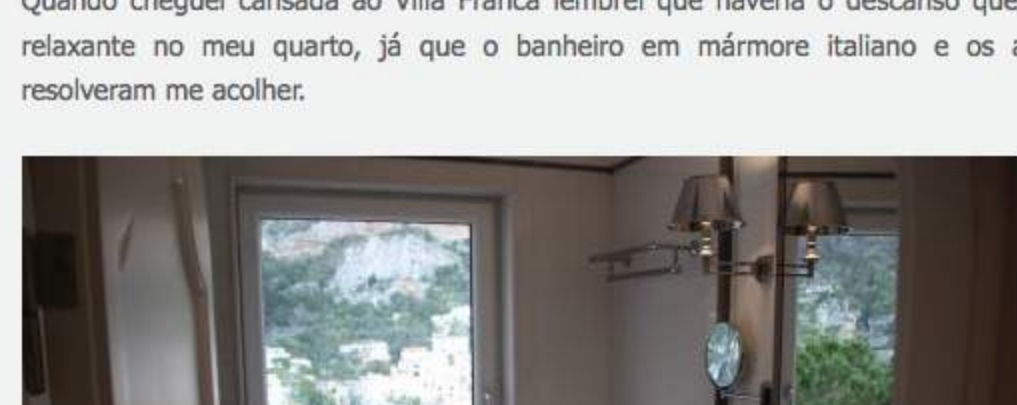 Quando cheguei cansada ao Villa Franca lembrei que haveria o descanso que
relaxante no meu quarto, já que o banheiro em mármore italiano e os a
resolveram me acolher.